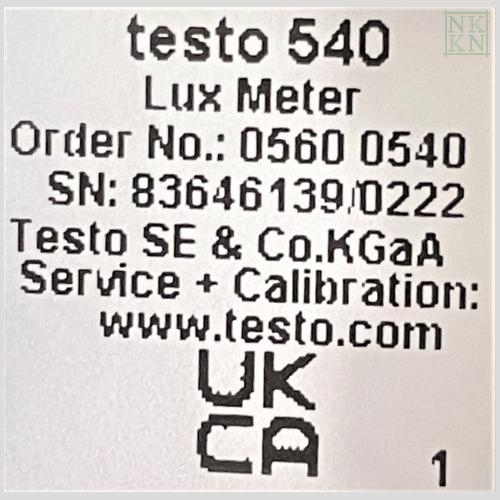 testo 540
Lux Meter
Order No.: 0560 0540
SN: 83646139/0222
Testo SE & Co.KGaA
Service + Calibration:
www.testo.com
UK
CA
1
NK
KN